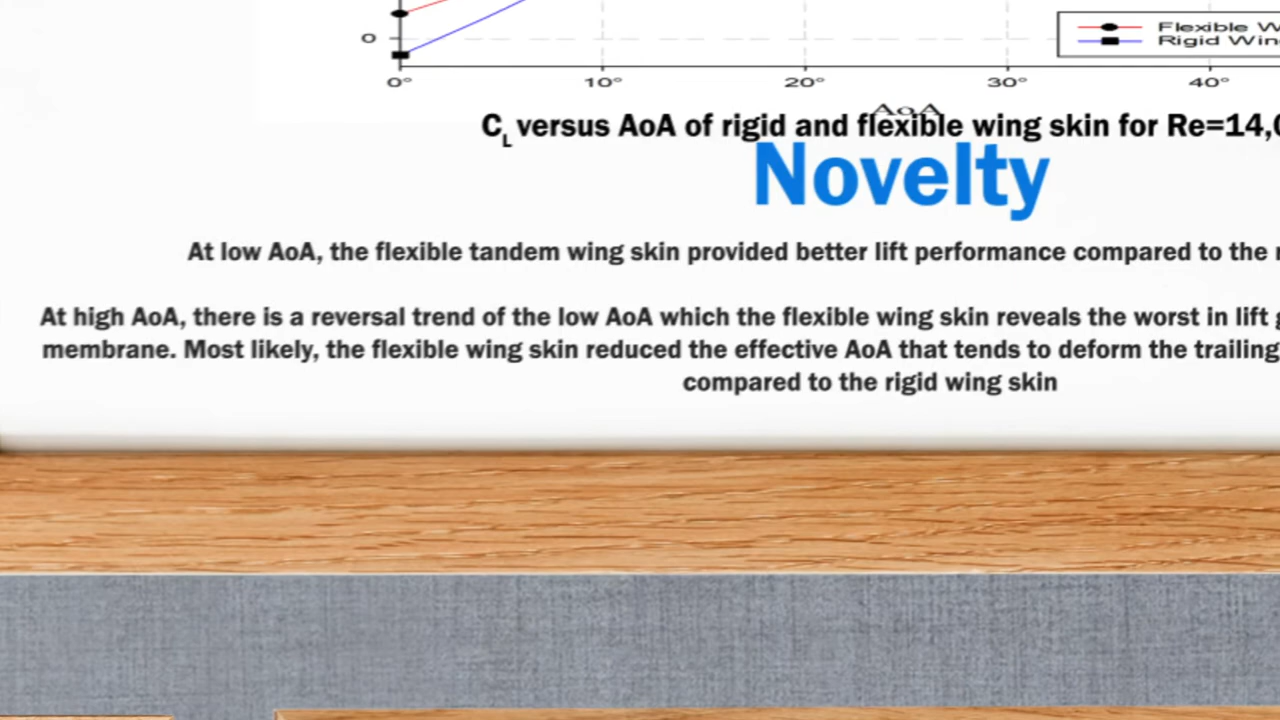 0
Flexible
Rigid
0° 10° 20° 30° 40°
AoA
CL versus AoA of rigid and flexible wing skin for
Novelty
At low AoA, the flexible tandem wing skin provided better lift performance compared to the
At high AoA, there is a reversal trend of the low AoA which the flexible wing skin reveals the worst in lift
membrane. Most likely, the flexible wing skin reduced the effective AoA that tends to deform the trailing
compared to the rigid wing skin